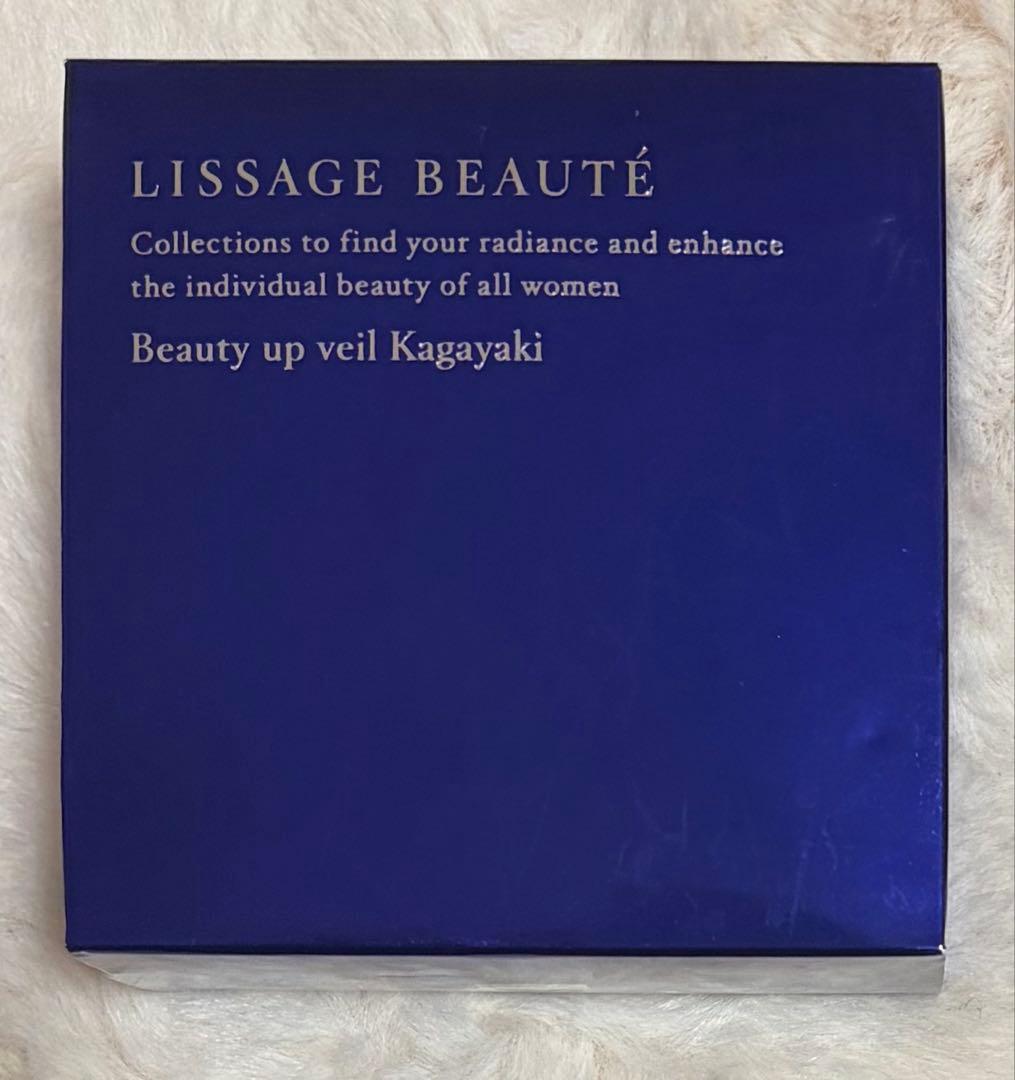 LISSAGE BEAUTÉ
Collections to find your radiance and enhance
the individual beauty of all women
Beauty up veil Kagayaki